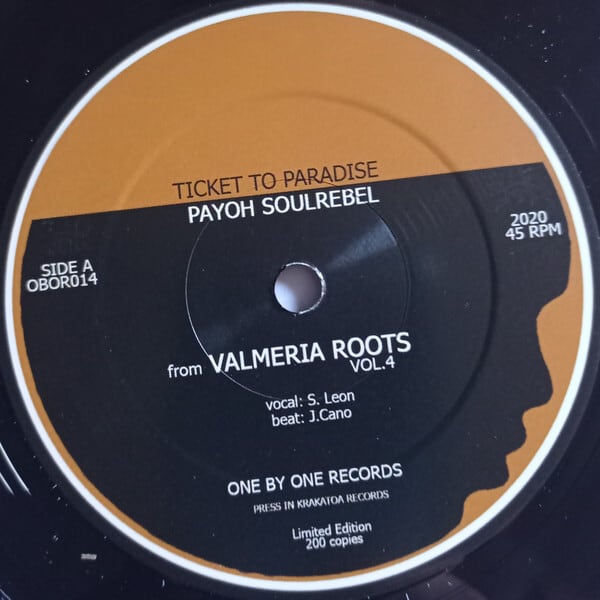 TICKET TO PARADISE
PAYOH SOULREBEL
SIDE A
OBOR014
2020
45 RPM
from VALMERIA ROOTS
VOL.4
vocal: S. Leon
beat: J.Cano
ONE BY ONE RECORDS
PRESS IN KRAKATOA RECORDS
Limited Edition
200 copies